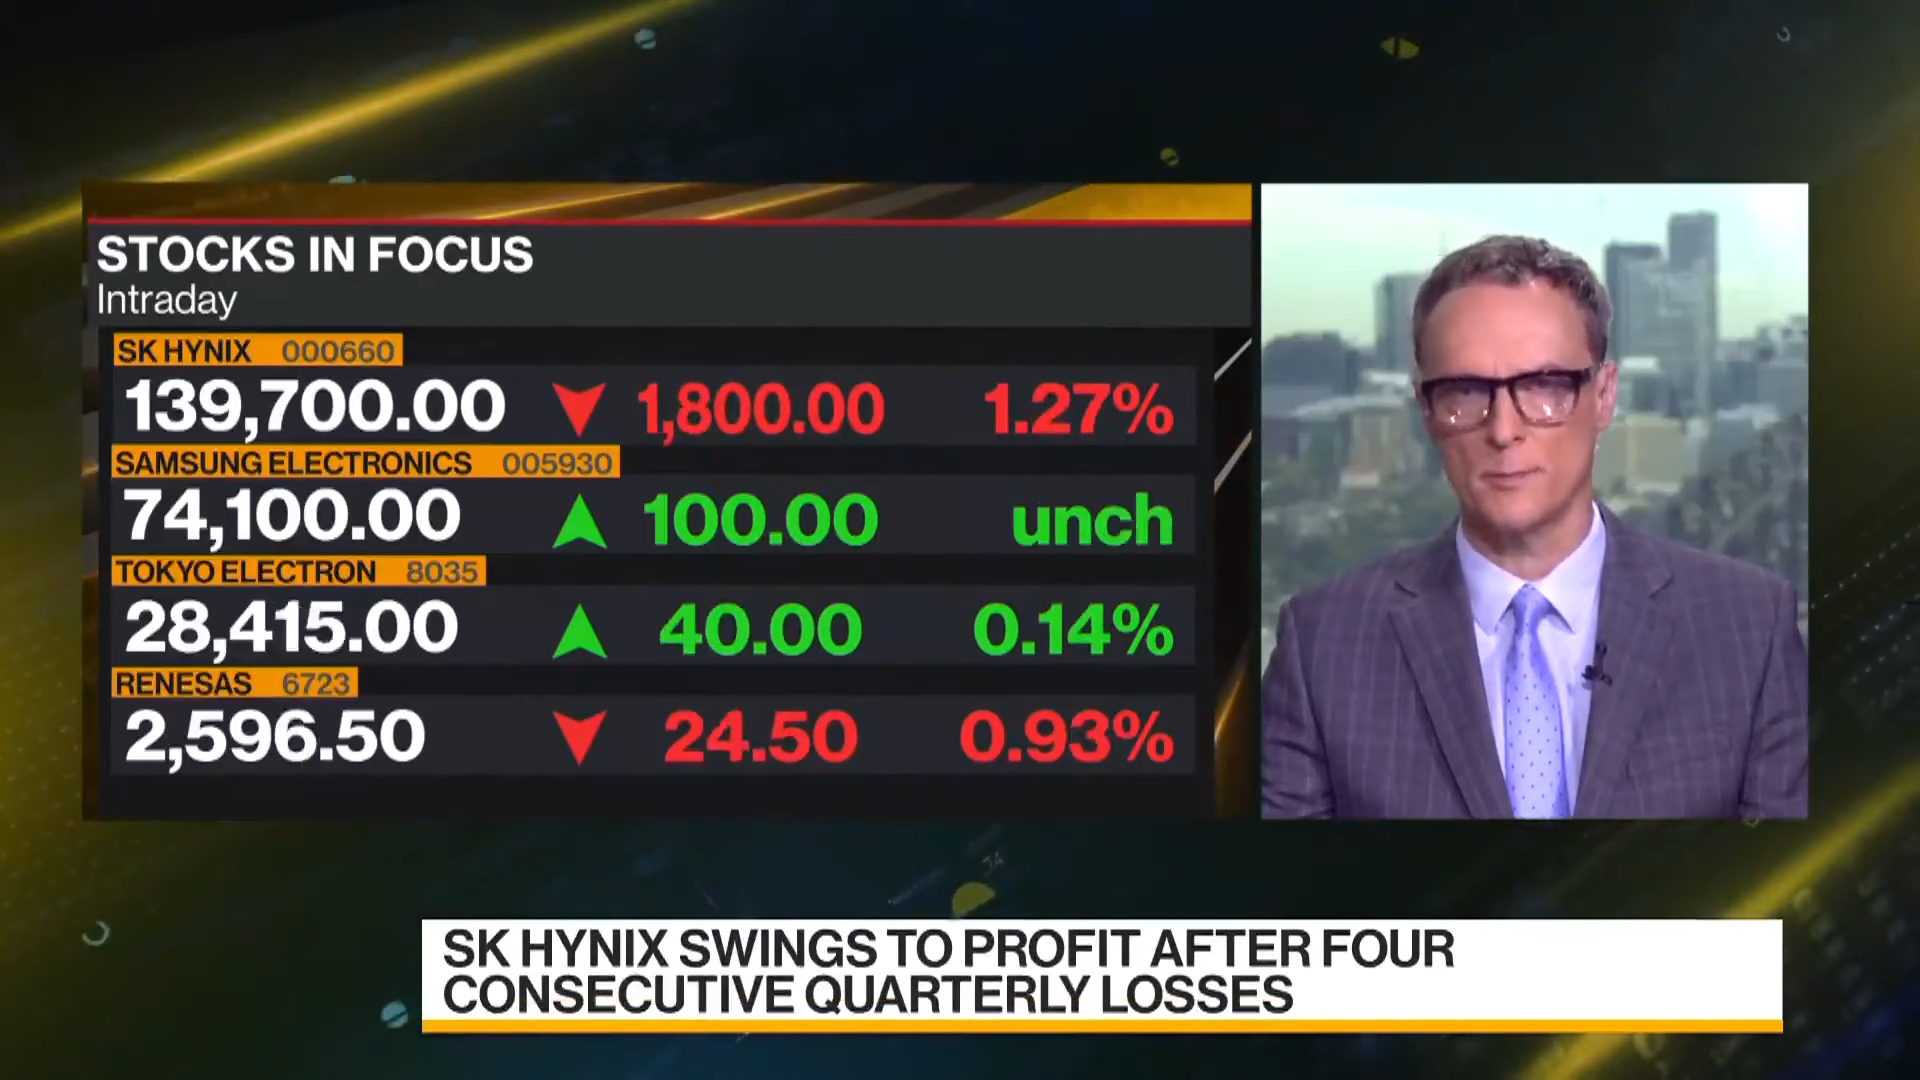 STOCKS IN FOCUS
Intraday
SK HYNIX 000660
139,700.00 1,800.00 1.27%
SAMSUNG ELECTRONICS 005930
74,100.00 100.00 unch
TOKYO ELECTRON 8035
28,415.00 40.00 0.14%
RENESAS 6723
2,596.50 24.50 0.93%
SK HYNIX SWINGS TO PROFIT AFTER FOUR
CONSECUTIVE QUARTERLY LOSSES